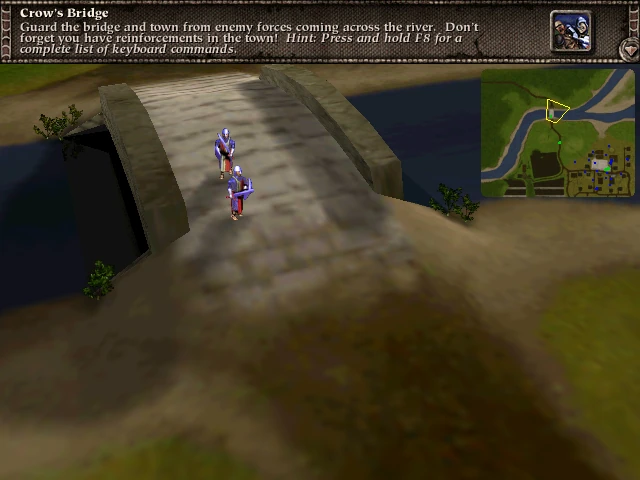 Crow's Bridge
Guard the bridge and town from enemy forces coming across the river. Don't
forget you have reinforcements in the town! Hint: Press and hold F8 for a
complete list of keyboard commands.